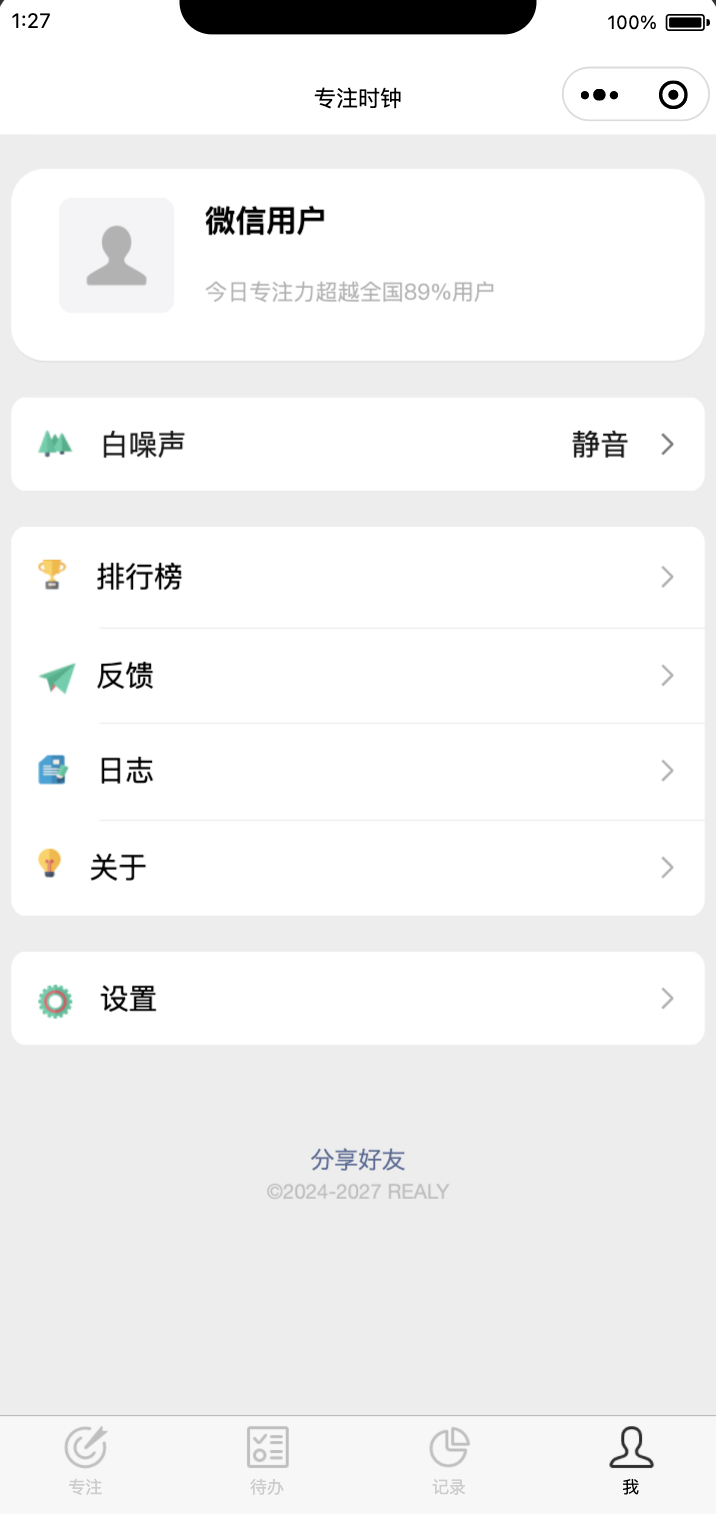 1:27
100%
专注时钟
微信用户
今日专注力超越全国89%用户
白噪声 静音
排行榜
反馈
日志
关于
设置
分享好友
©2024-2027 REALY
专注 待办 记录 我